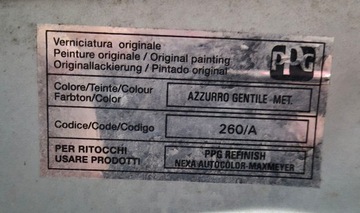 Verniciatura originale
Peinture originale / Original painting
Originallackierung / Pintado original
PPG
Colore/Teinte/Colour
Farbton/Color
AZZURRO GENTILE MET.
Codice/Code/Codigo
260/A
PER RITOCCHI
USARE PRODOTTI
PPG REFINISH
NEXA AUTOCOLOR-MAXMEYER